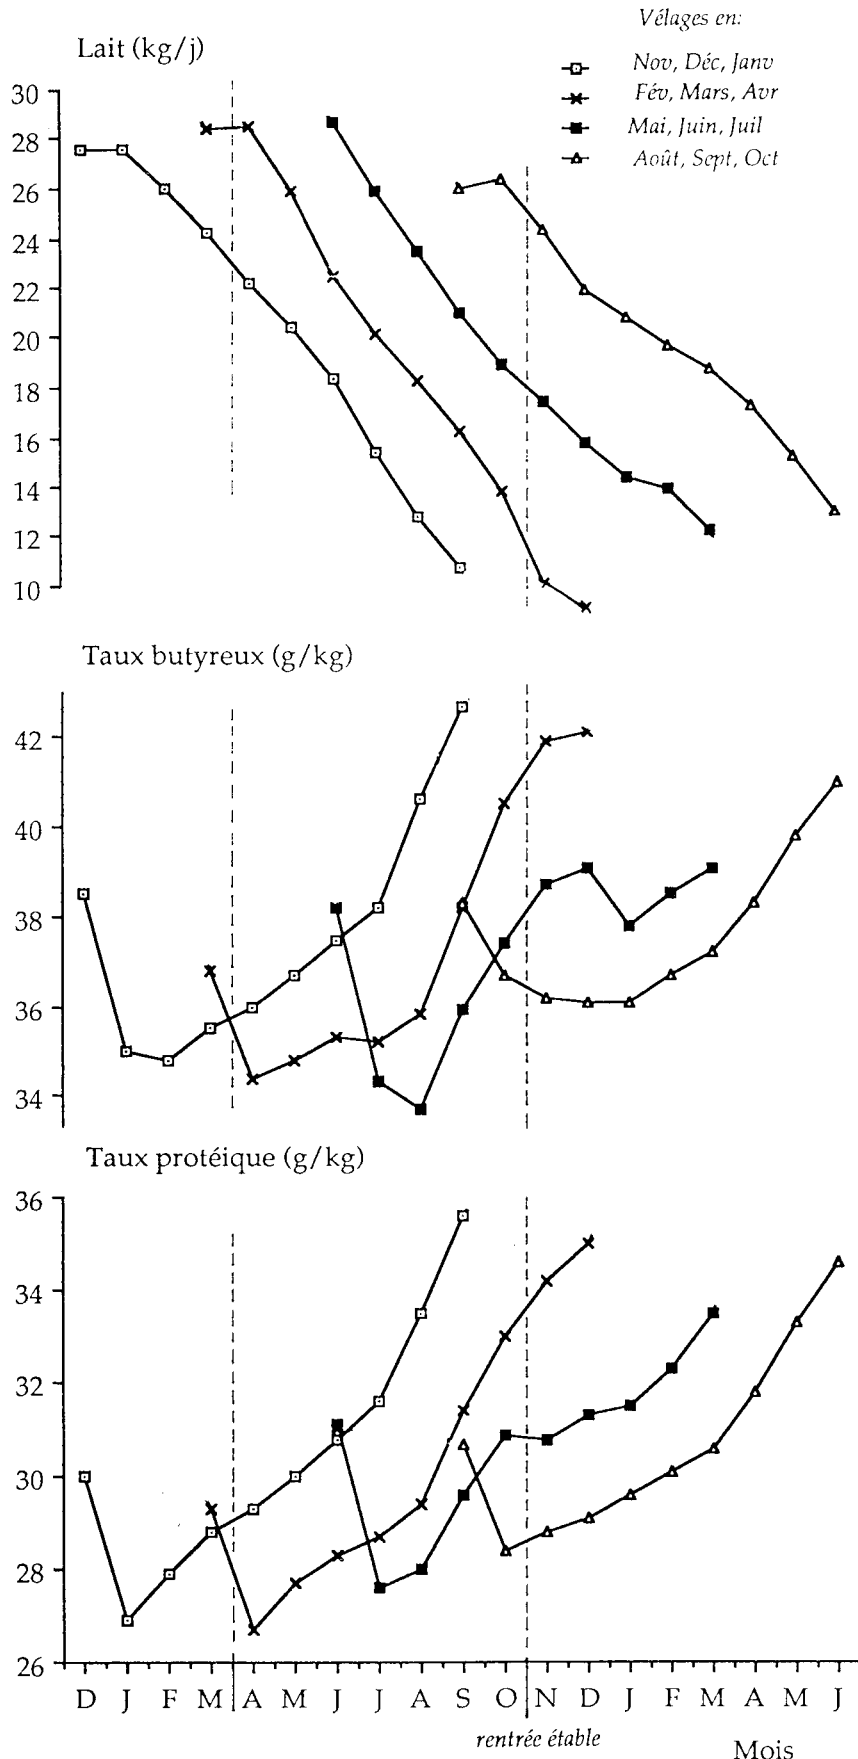 Vélages en:
Lait (kg/j)
Nov, Déc, Janv
Fév, Mars, Avr
Mai, Juin, Juil
Août, Sept, Oct
30
28
26
24
22
20
18
16
14
12
10
Taux butyreux (g/kg)
42
40
38
36
34
Taux protéique (g/kg)
36
34
32
30
28
26
D J F M A M J J A S O N D J F M A M J
rentrée étable
Mois